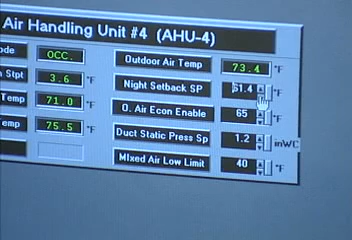 Air Handling Unit #4 (AHU-4)
ode OCC. Outdoor Air Temp 73.4 °F
n Stpt 3.6 °F Night Setback SP 61.4 °F
Temp 71.0 °F O. Air Econ Enable 65 °F
emp 75.5 °F Duct Static Press Sp 1.2 inWC
MIxed Air Low Limit 40 °F